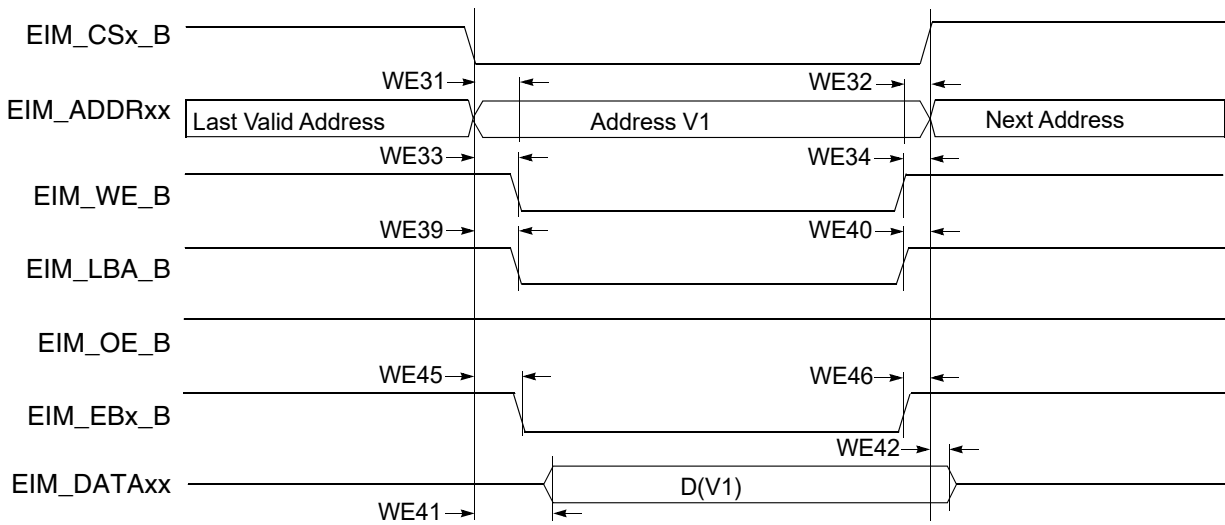 EIM_CSx_B
WE31
WE32
EIM_ADDRxx
Last Valid Address
Address V1
Next Address
WE33
WE34
EIM_WE_B
WE39
WE40
EIM_LBA_B
EIM_OE_B
WE45
WE46
EIM_EBx_B
WE42
EIM_DATAxx
D(V1)
WE41